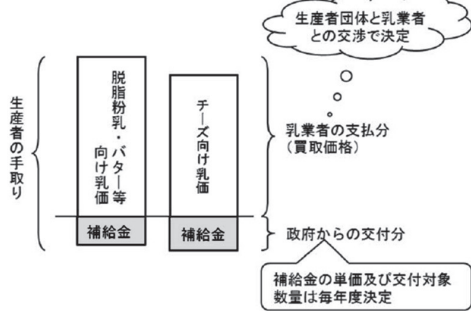 生産者団体と乳業者
との交渉で決定
生産者の手取り
脱脂粉乳・バター等
向け乳価
チーズ向け乳価
乳業者の支払分
（買取価格）
補給金
補給金
政府からの交付分
補給金の単価及び交付対象
数量は毎年度決定